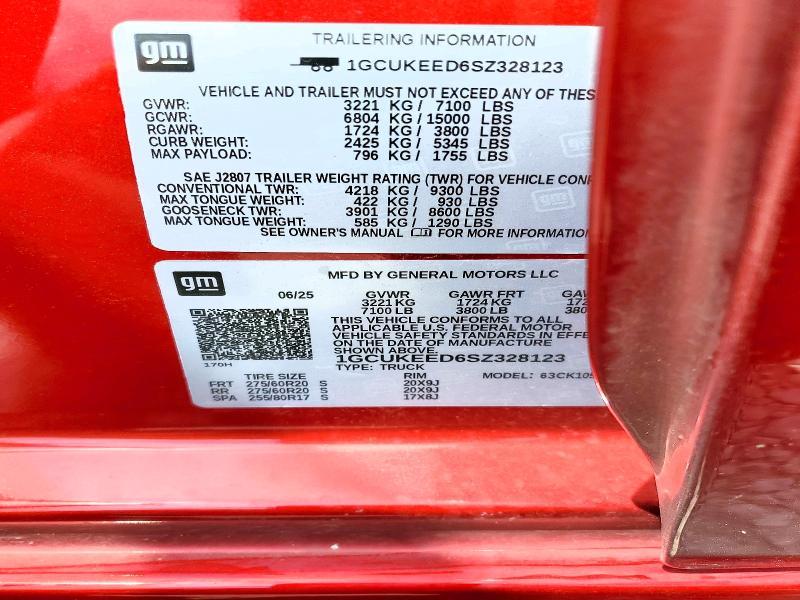 gm
TRAILERING INFORMATION
1GCUKEED6SZ328123
VEHICLE AND TRAILER MUST NOT EXCEED ANY OF
GVWR: 3221 KG / 7100 LBS
GCWR: 6804 KG / 15000 LBS
RGAWR: 1724 KG / 3800 LBS
CURB WEIGHT: 2425 KG / 5345 LBS
MAX PAYLOAD: 796 KG / 1755 LBS
SAE J2807 TRAILER WEIGHT RATING (TWR) FOR VEHICLE
CONVENTIONAL TWR: 4218 KG / 9300 LBS
MAX TONGUE WEIGHT: 422 KG / 930 LBS
GOOSENECK TWR: 3901 KG / 8600 LBS
MAX TONGUE WEIGHT: 585 KG / 1290 LBS
SEE OWNER'S MANUAL FOR MORE
gm
MFD BY GENERAL MOTORS LLC
06/25 GVWR GAWR FRT
3221 KG 1724 KG
7100 LB 3800 LB
THIS VEHICLE CONFORMS TO ALL
APPLICABLE U.S. FEDERAL MOTOR
VEHICLE SAFETY STANDARDS IN
ON THE DATE OF MANUFACTURE
SHOWN ABOVE.
1GCUKEED6SZ328123
170H
TYPE: TRUCK
TIRE SIZE RIM MODEL:
FRT 275/60R20 S 20X9J
RR 275/60R20 S 20X9J
SPA 255/80R17 S 17X8J